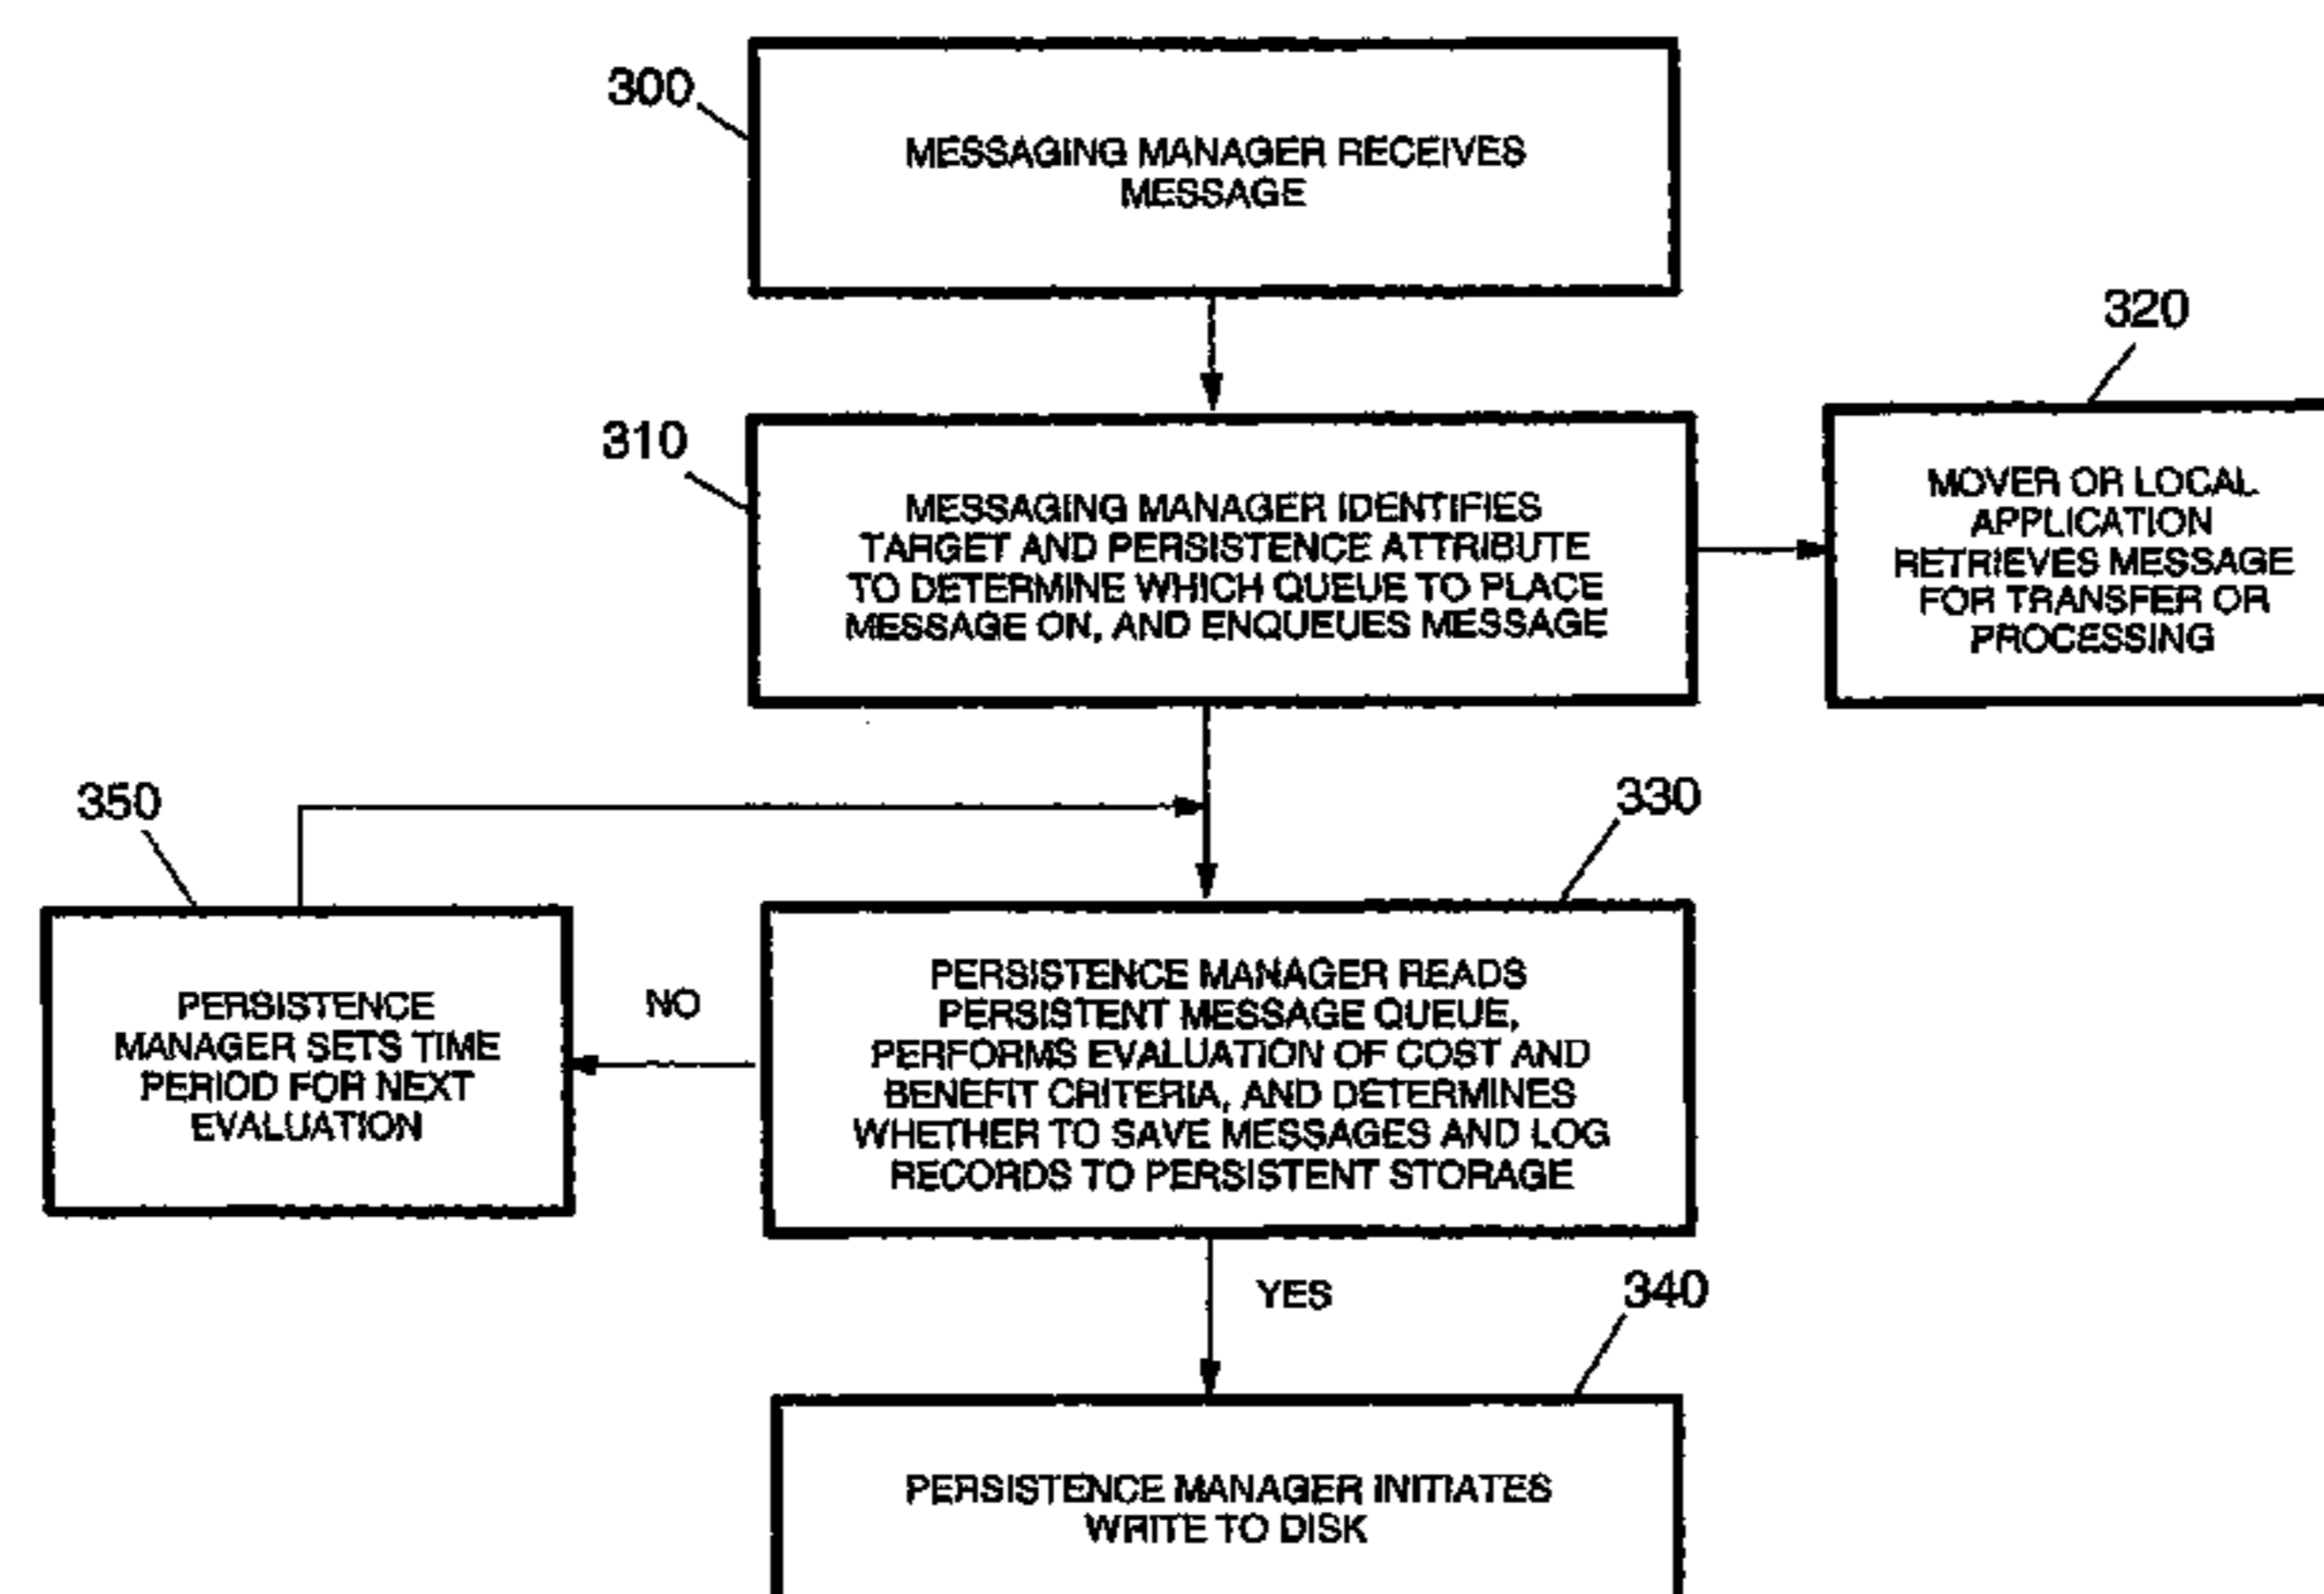 300
MESSAGING MANAGER RECEIVES
MESSAGE
310
MESSAGING MANAGER IDENTIFIES
TARGET AND PERSISTENCE ATTRIBUTE
TO DETERMINE WHICH QUEUE TO PLACE
MESSAGE ON, AND ENQUEUES MESSAGE
320
MOVER OR LOCAL
APPLICATION
RETRIEVES MESSAGE
FOR TRANSFER OR
PROCESSING
350
PERSISTENCE
MANAGER SETS TIME
PERIOD FOR NEXT
EVALUATION
NO
330
PERSISTENCE MANAGER READS
PERSISTENT MESSAGE QUEUE,
PERFORMS EVALUATION OF COST AND
BENEFIT CRITERIA, AND DETERMINES
WHETHER TO SAVE MESSAGES AND LOG
RECORDS TO PERSISTENT STORAGE
YES
340
PERSISTENCE MANAGER INITIATES
WRITE TO DISK